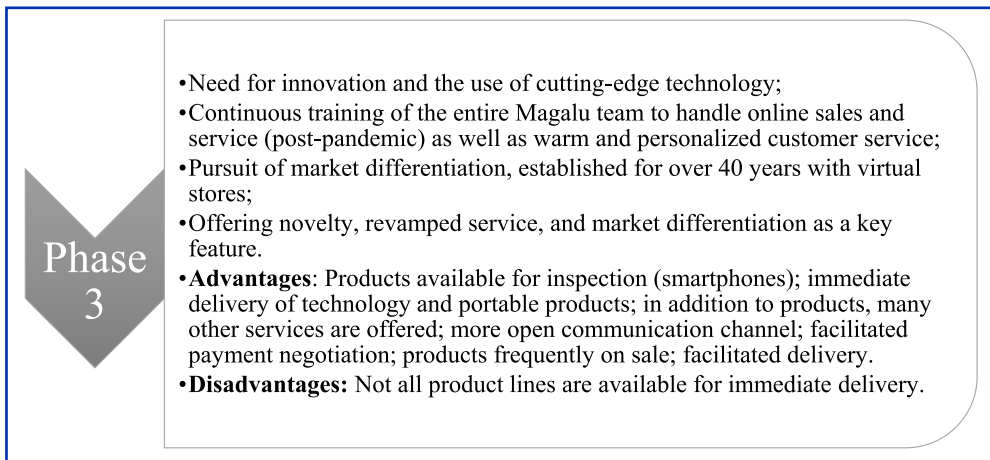 Phase
3
•Need for innovation and the use of cutting-edge technology;
•Continuous training of the entire Magalu team to handle online sales and
service (post-pandemic) as well as warm and personalized customer service;
•Pursuit of market differentiation, established for over 40 years with virtual
stores;
•Offering novelty, revamped service, and market differentiation as a key
feature.
•Advantages: Products available for inspection (smartphones); immediate
delivery of technology and portable products; in addition to products, many
other services are offered; more open communication channel; facilitated
payment negotiation; products frequently on sale; facilitated delivery.
•Disadvantages: Not all product lines are available for immediate delivery.